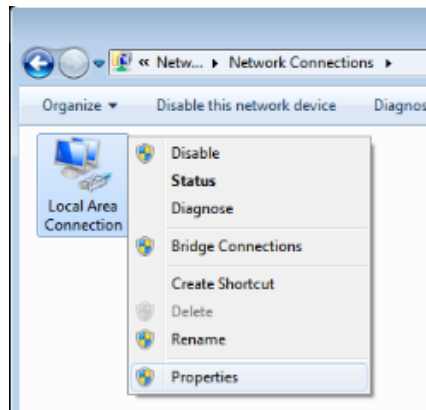 « Netw... ▸ Network Connections ▸
Organize ▾ Disable this network device Diagnos
Local Area
Connection
Disable
Status
Diagnose
Bridge Connections
Create Shortcut
Delete
Rename
Properties